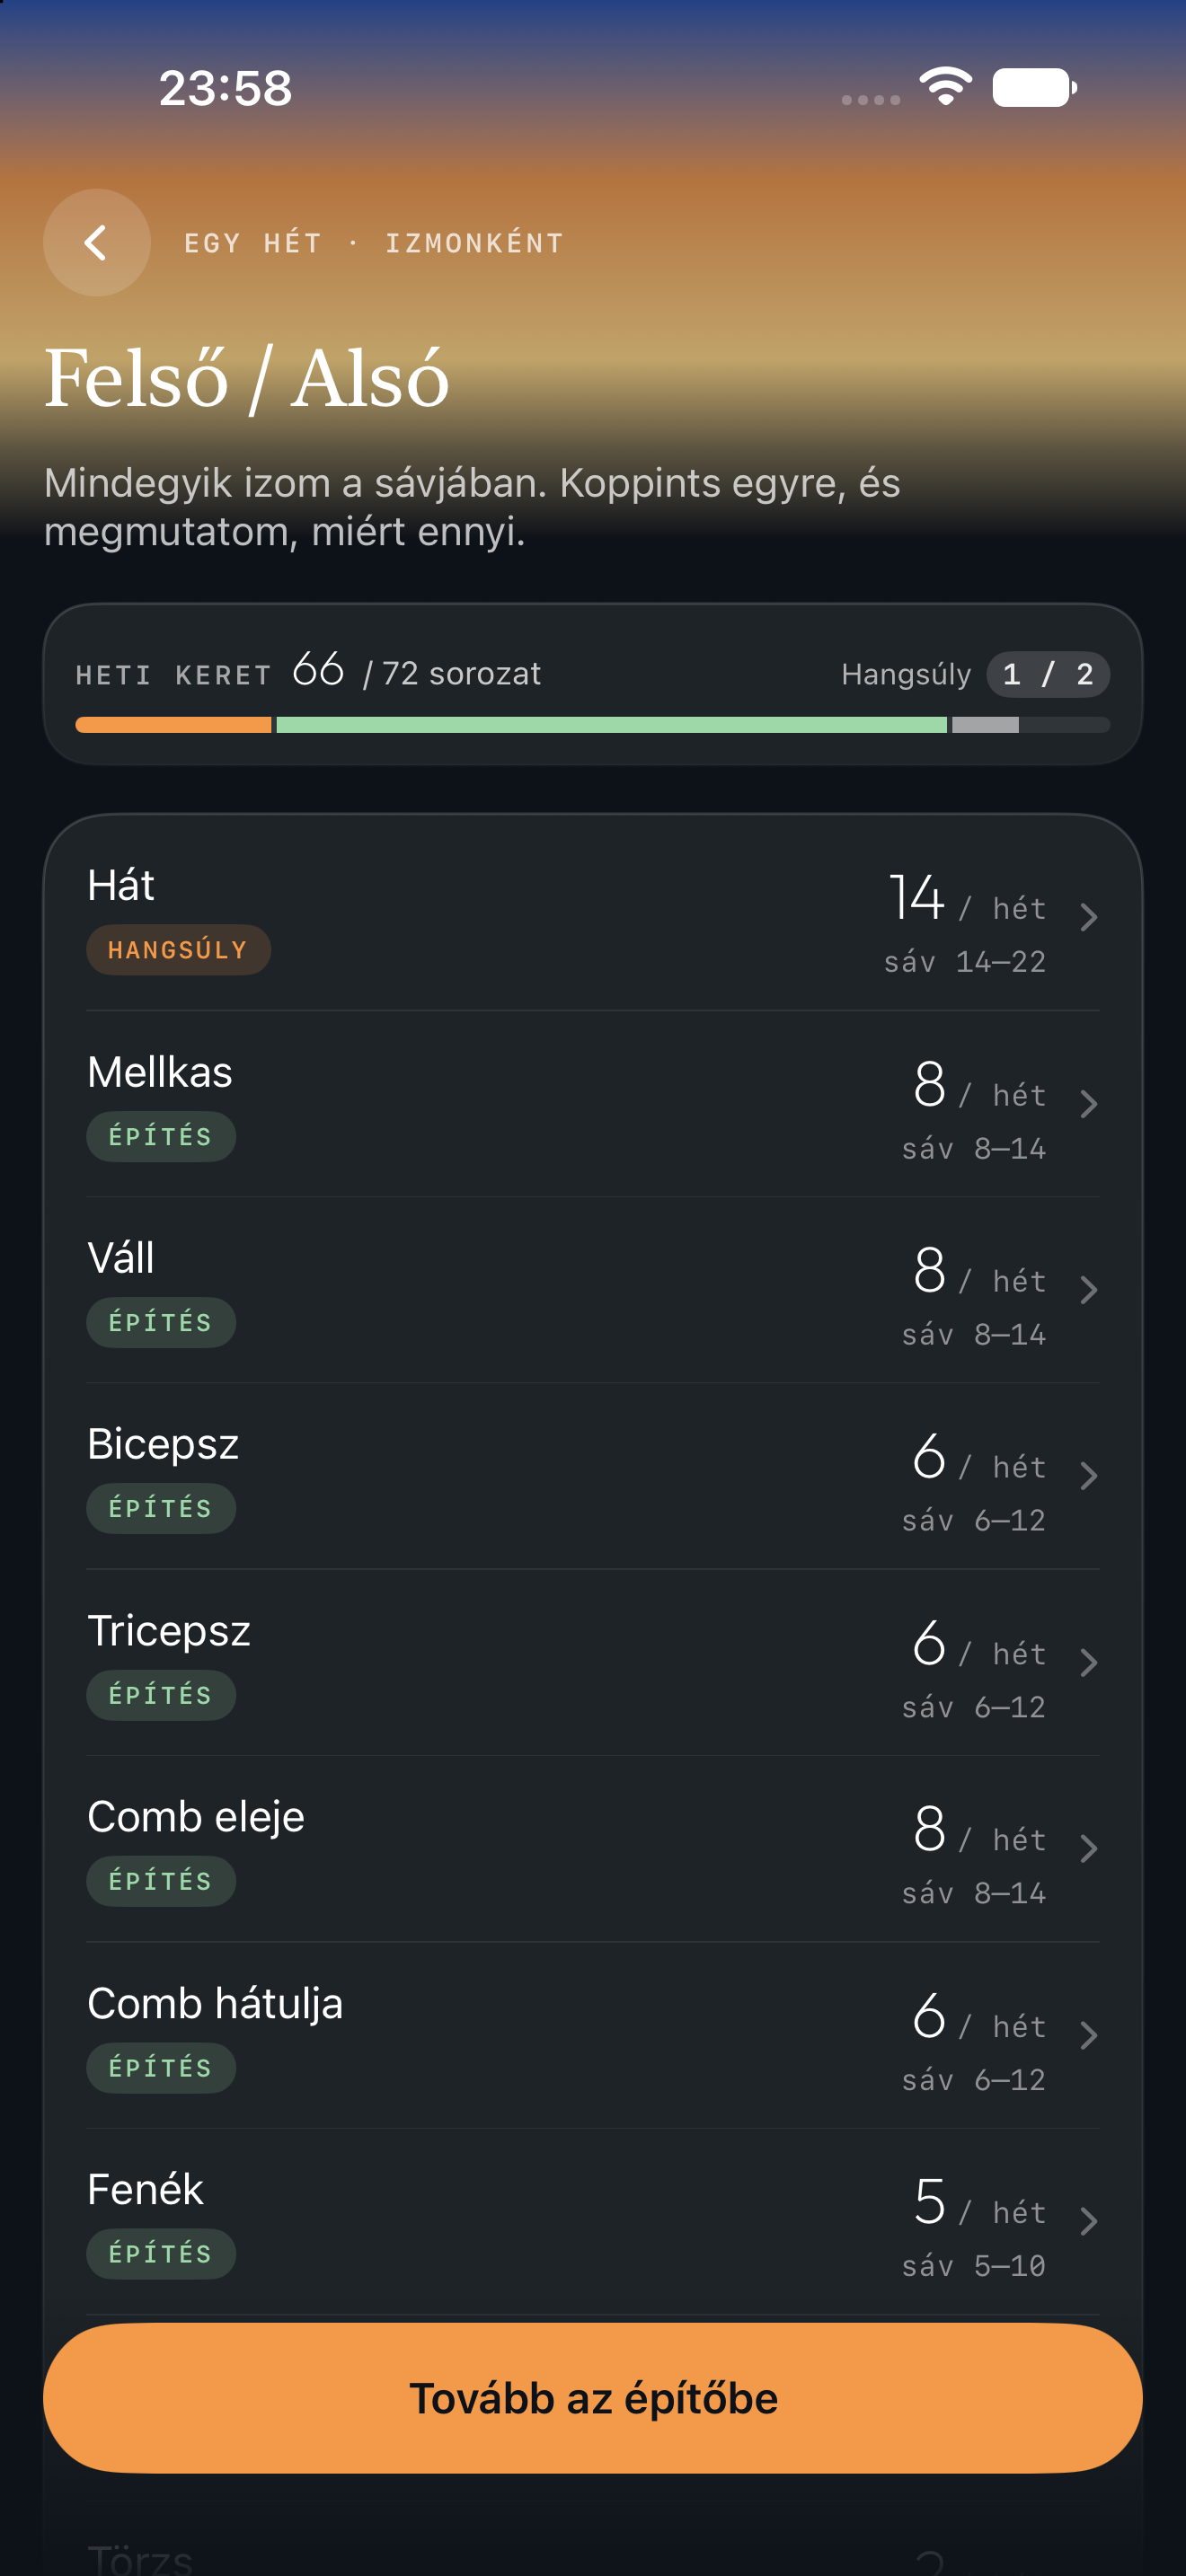 23:58
EGY HÉT · IZMONKÉNT
Felső / Alsó
Mindegyik izom a sávjában. Koppints egyre, és
megmutatom, miért ennyi.
HETI KERET 66 / 72 sorozat Hangsúly 1 / 2
Hát
14 / hét
HANGSÚLY
sáv 14–22
Mellkas
8 / hét
ÉPÍTÉS
sáv 8–14
Váll
8 / hét
ÉPÍTÉS
sáv 8–14
Bicepsz
6 / hét
ÉPÍTÉS
sáv 6–12
Tricepsz
6 / hét
ÉPÍTÉS
sáv 6–12
Comb eleje
8 / hét
ÉPÍTÉS
sáv 8–14
Comb hátulja
6 / hét
ÉPÍTÉS
sáv 6–12
Fenék
5 / hét
ÉPÍTÉS
sáv 5–10
Tovább az építőbe
Törzs